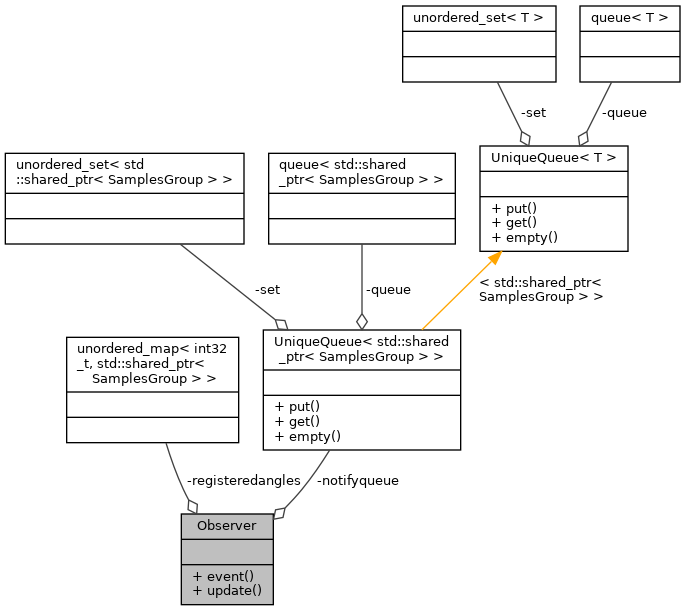 unordered_set< T >
queue< T >
-set
-queue
UniqueQueue< T >
+ put()
+ get()
+ empty()
unordered_set< std
::shared_ptr< SamplesGroup > >
queue< std::shared
_ptr< SamplesGroup > >
-set
-queue
< std::shared_ptr<
SamplesGroup > >
UniqueQueue< std::shared
_ptr< SamplesGroup > >
+ put()
+ get()
+ empty()
unordered_map< int32
_t, std::shared_ptr<
SamplesGroup > >
-registeredangles
-notifyqueue
Observer
+ event()
+ update()